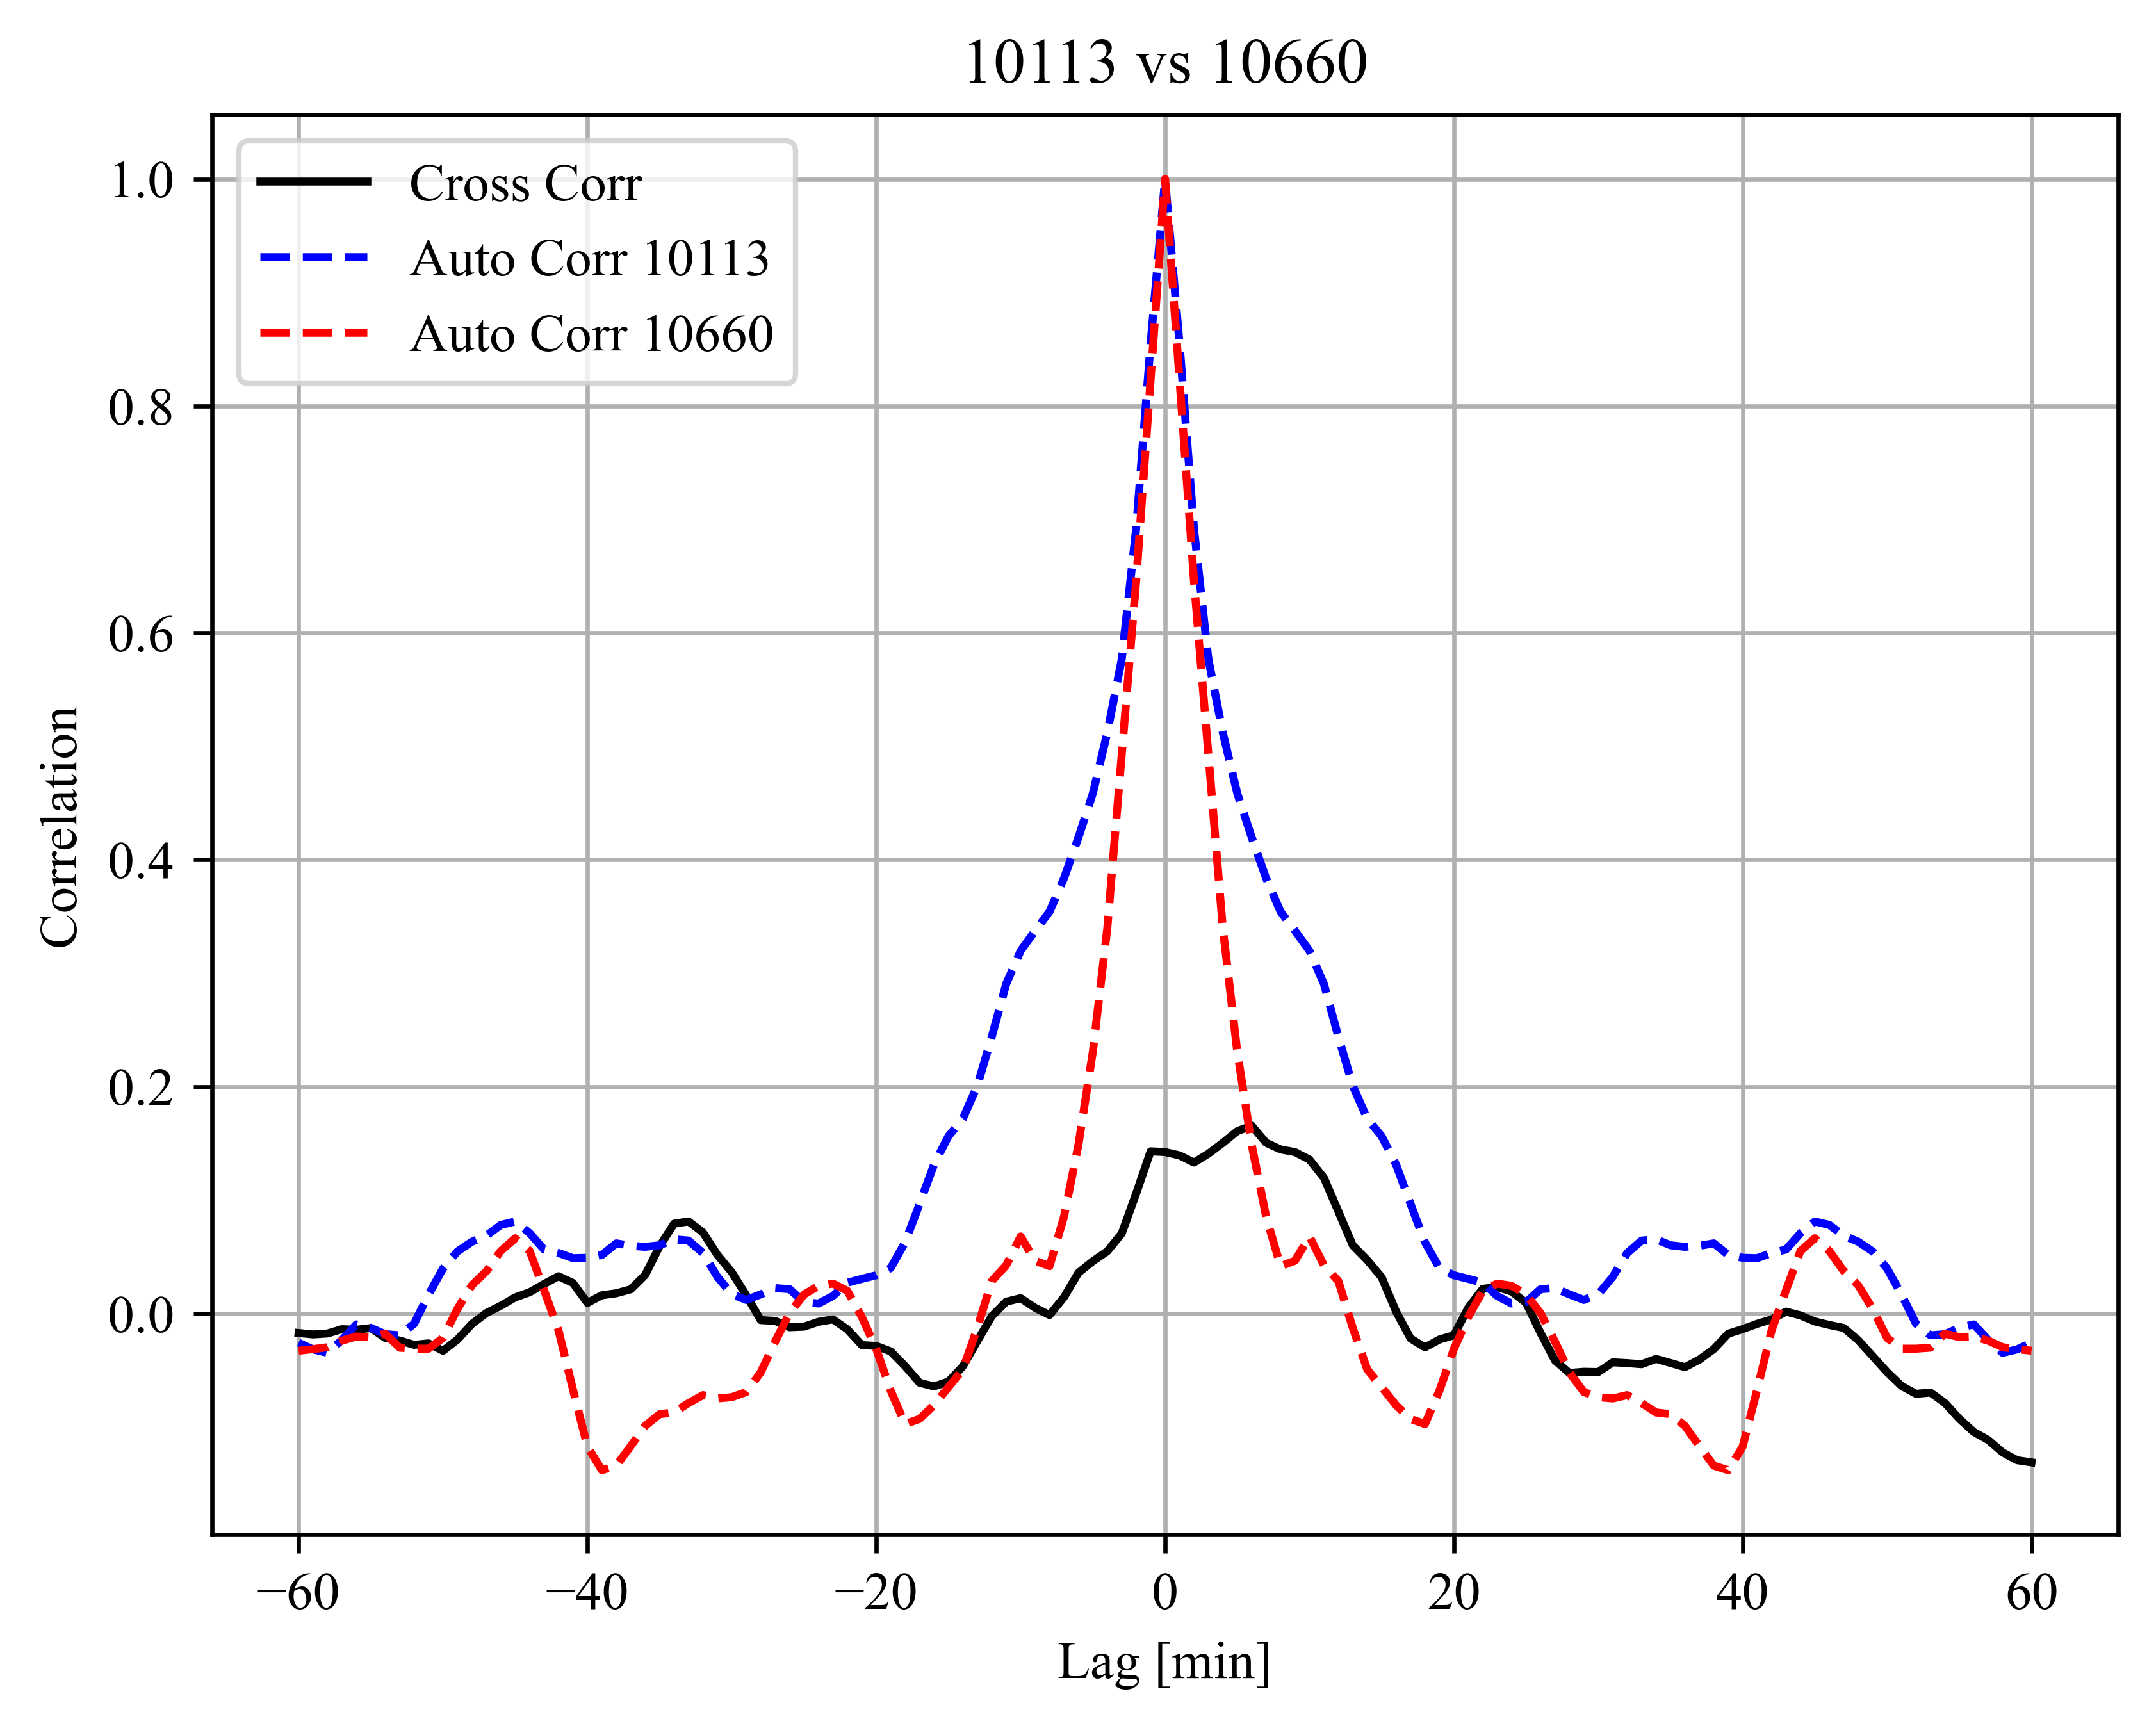 10113 vs 10660
Cross Corr
Auto Corr 10113
Auto Corr 10660
1.0
0.8
0.6
0.4
0.2
0.0
Correlation
−60 −40 −20 0 20 40 60
Lag [min]